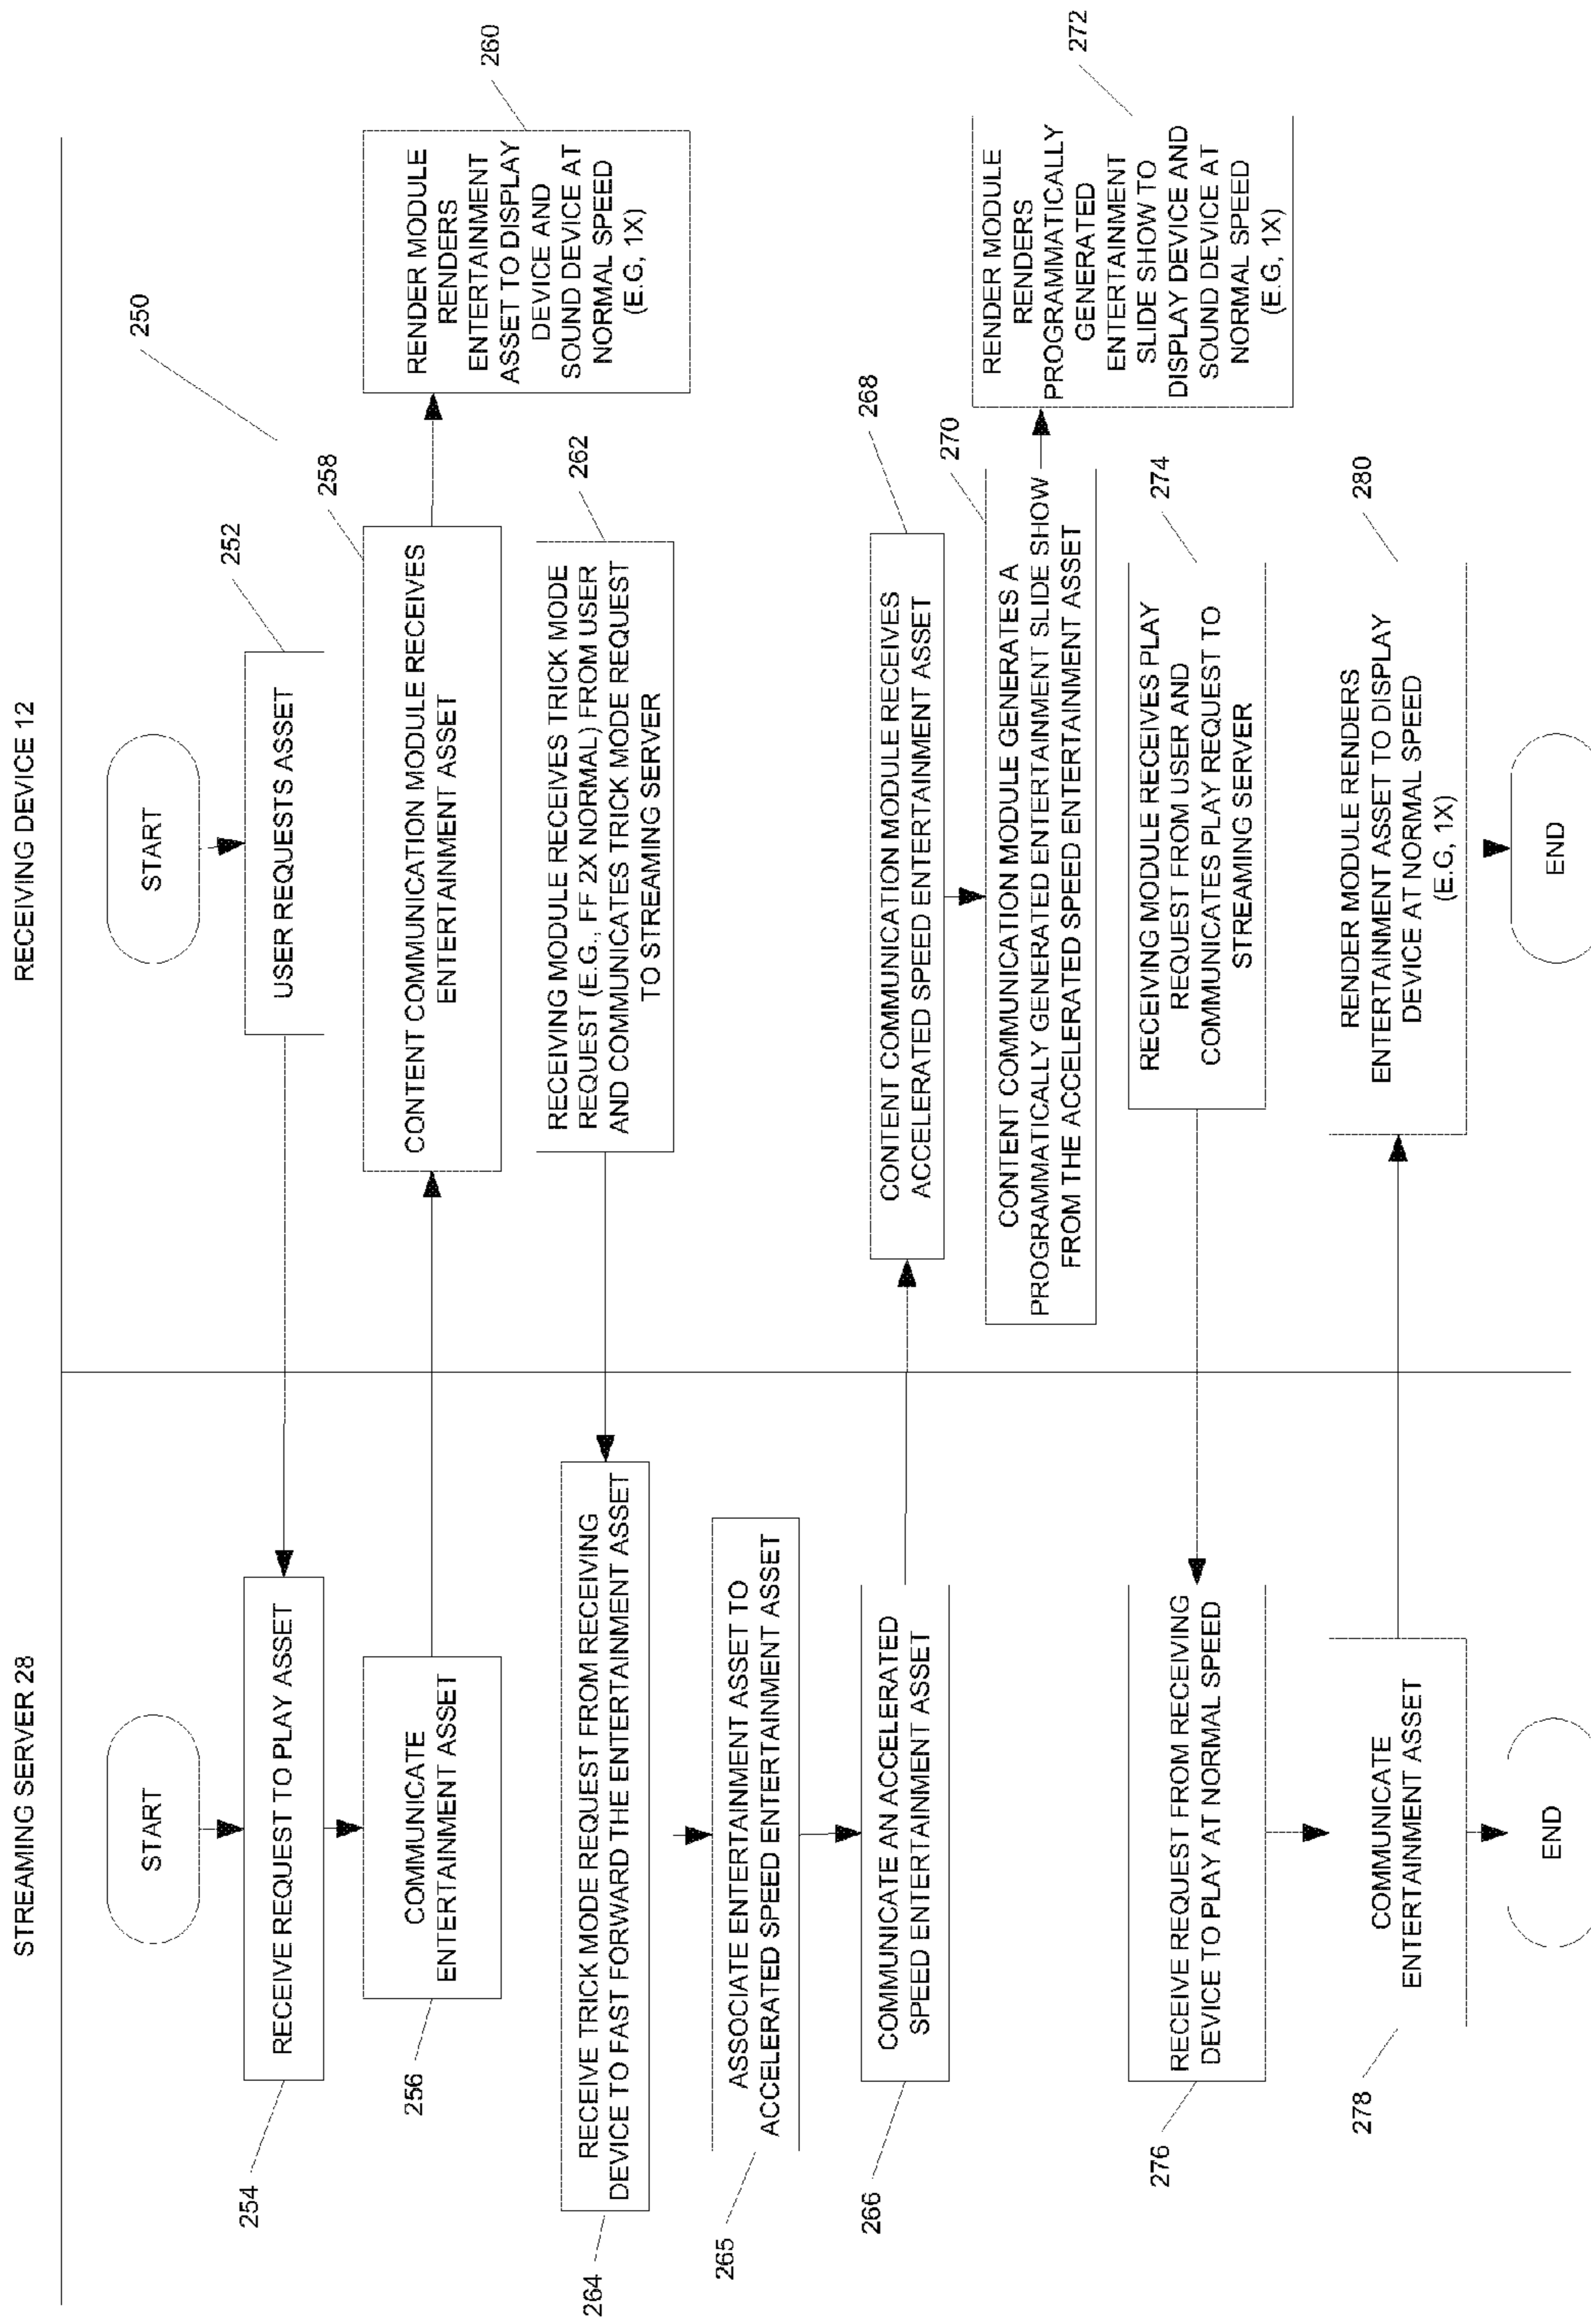 STREAMING SERVER 28
RECEIVING DEVICE 12
START
START
250
252
USER REQUESTS ASSET
254
RECEIVE REQUEST TO PLAY ASSET
256
COMMUNICATE
ENTERTAINMENT ASSET
258
CONTENT COMMUNICATION MODULE RECEIVES
ENTERTAINMENT ASSET
260
RENDER MODULE
RENDERS
ENTERTAINMENT
ASSET TO DISPLAY
DEVICE AND
SOUND DEVICE AT
NORMAL SPEED
(E.G, 1X)
262
RECEIVING MODULE RECEIVES TRICK MODE
REQUEST (E.G., FF 2X NORMAL) FROM USER
AND COMMUNICATES TRICK MODE REQUEST
TO STREAMING SERVER
264
RECEIVE TRICK MODE REQUEST FROM RECEIVING
DEVICE TO FAST FORWARD THE ENTERTAINMENT ASSET
265
ASSOCIATE ENTERTAINMENT ASSET TO
ACCELERATED SPEED ENTERTAINMENT ASSET
266
COMMUNICATE AN ACCELERATED
SPEED ENTERTAINMENT ASSET
268
CONTENT COMMUNICATION MODULE RECEIVES
ACCELERATED SPEED ENTERTAINMENT ASSET
270
CONTENT COMMUNICATION MODULE GENERATES A
PROGRAMMATICALLY GENERATED ENTERTAINMENT SLIDE SHOW
FROM THE ACCELERATED SPEED ENTERTAINMENT ASSET
272
RENDER MODULE
RENDERS
PROGRAMMATICALLY
GENERATED
ENTERTAINMENT
SLIDE SHOW TO
DISPLAY DEVICE AND
SOUND DEVICE AT
NORMAL SPEED
(E.G, 1X)
274
RECEIVING MODULE RECEIVES PLAY
REQUEST FROM USER AND
COMMUNICATES PLAY REQUEST TO
STREAMING SERVER
276
RECEIVE REQUEST FROM RECEIVING
DEVICE TO PLAY AT NORMAL SPEED
278
COMMUNICATE
ENTERTAINMENT ASSET
280
RENDER MODULE RENDERS
ENTERTAINMENT ASSET TO DISPLAY
DEVICE AT NORMAL SPEED
(E.G, 1X)
END
END